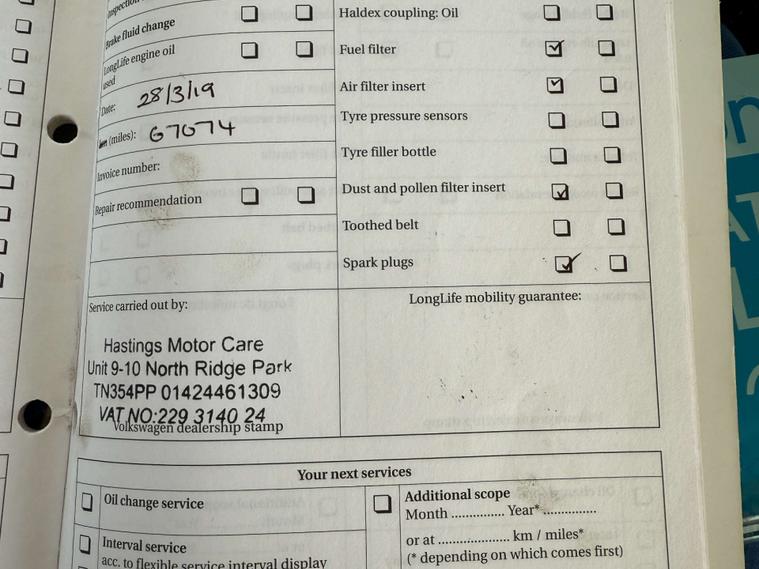 Inspection
Brake fluid change
LongLife engine oil
used
Date: 28/3/19
km (miles): 67074
Invoice number:
Repair recommendation
Haldex coupling: Oil
Fuel filter
Air filter insert
Tyre pressure sensors
Tyre filler bottle
Dust and pollen filter insert
Toothed belt
Spark plugs
Service carried out by:
Hastings Motor Care
Unit 9-10 North Ridge Park
TN354PP 01424461309
VAT NO:229 3140 24
Volkswagen dealership stamp
LongLife mobility guarantee:
Your next services
Oil change service
Interval service
acc. to flexible service interval display
Additional scope
Month ............... Year* ...............
or at .................... km / miles*
(* depending on which comes first)